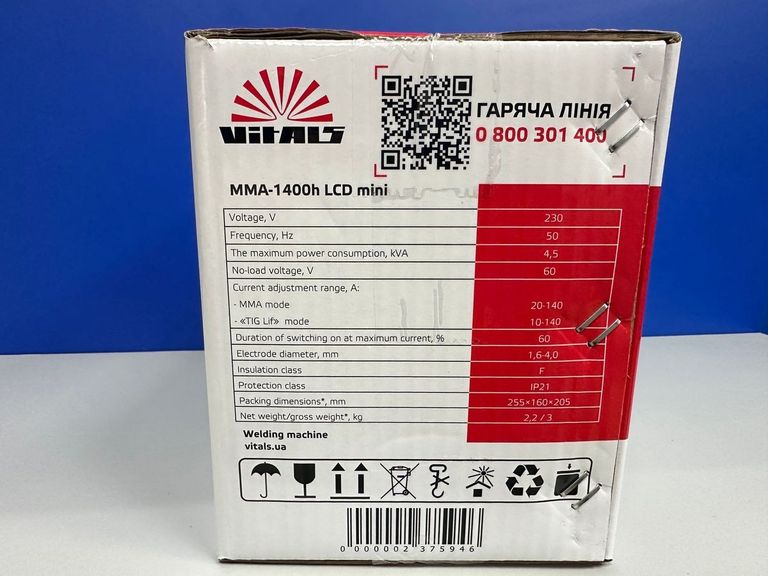 VITALS
ГАРЯЧА ЛІНІЯ
0 800 301 400
MMA-1400h LCD mini
Voltage, V 230
Frequency, Hz 50
The maximum power consumption, kVA 4,5
No-load voltage, V 60
Current adjustment range, A:
- MMA mode 20-140
- «TIG Lif» mode 10-140
Duration of switching on at maximum current, % 60
Electrode diameter, mm 1,6-4,0
Insulation class F
Protection class IP21
Packing dimensions*, mm 255×160×205
Net weight/gross weight*, kg 2,2 / 3
Welding machine
vitals.ua
0 000002 375946